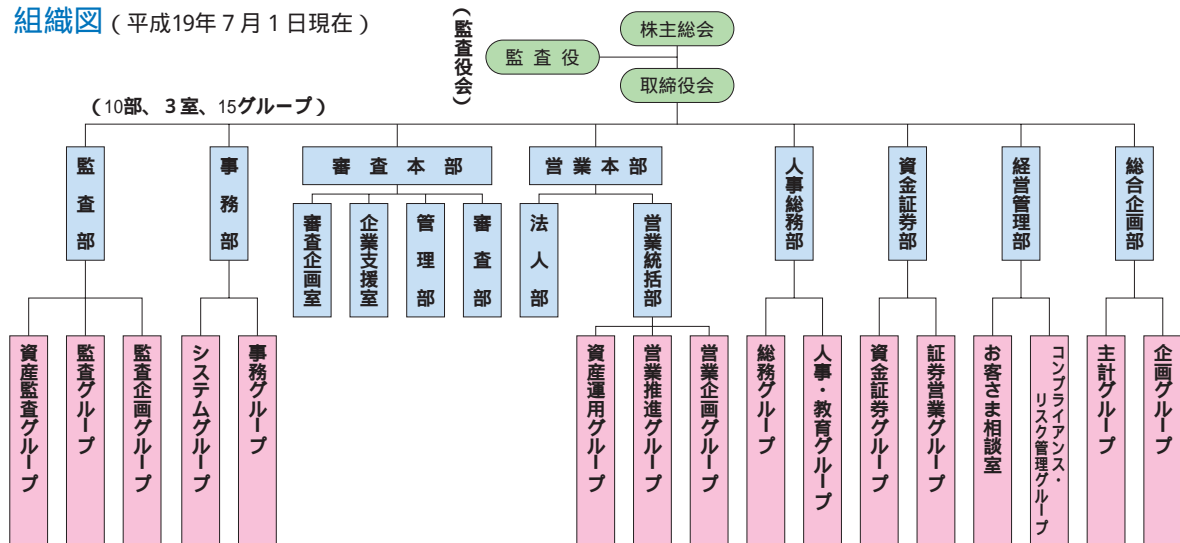 組織図(平成19年7月1日現在)
(監査役会)
株主総会
監査役
取締役会
(10部、3室、15グループ)
監査部
事務部
審査本部
営業本部
人事総務部
資金証券部
経営管理部
総合企画部
審査企画室
企業支援室
管理部
審査部
法人部
営業統括部
資産監査グループ
監査グループ
監査企画グループ
システムグループ
事務グループ
資産運用グループ
営業推進グループ
営業企画グループ
総務グループ
人事・教育グループ
資金証券グループ
証券営業グループ
お客さま相談室
コンプライアンス・
リスク管理グループ
主計グループ
企画グループ